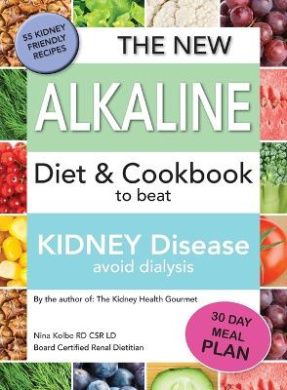 55 KIDNEY
FRIENDLY
RECIPES
THE NEW
ALKALINE
Diet & Cookbook
to beat
KIDNEY Disease
avoid dialysis
By the author of: The Kidney Health Gourmet
Nina Kolbe RD CSR LD
Board Certified Renal Dietitian
30 DAY
MEAL
PLAN